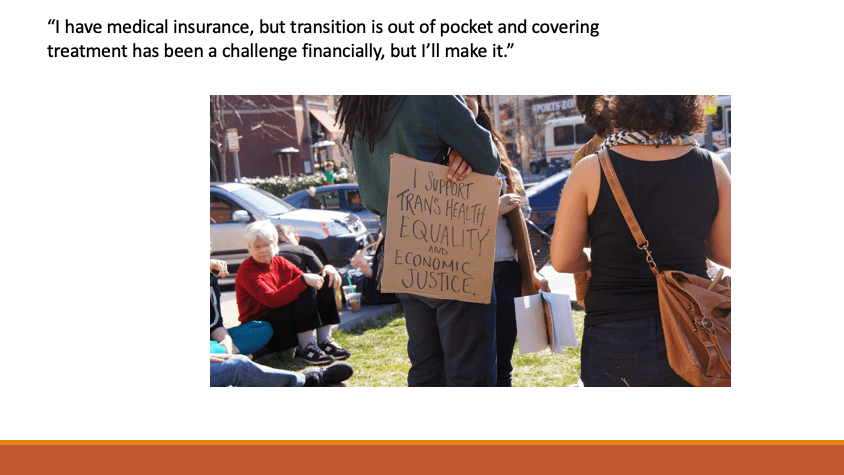 “I have medical insurance, but transition is out of pocket and covering
treatment has been a challenge financially, but I’ll make it.”
SPORTS ZO
I SUPPORT
TRANS HEALTH
EQUALITY
AND
ECONOMIC
JUSTICE.